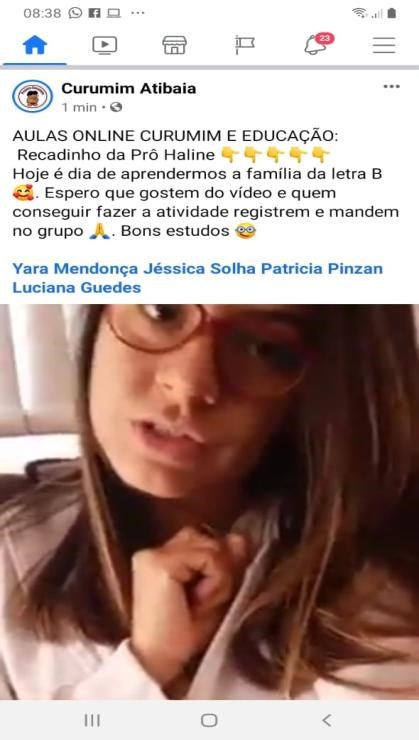 08:38
23
Curumim Atibaia
1 min
AULAS ONLINE CURUMIM E EDUCAÇÃO:
Recadinho da Prô Haline 👇👇👇👇👇
Hoje é dia de aprendermos a família da letra B
🥰. Espero que gostem do vídeo e quem
conseguir fazer a atividade registrem e mandem
no grupo 🙏. Bons estudos 🤓
Yara Mendonça Jéssica Solha Patricia Pinzan
Luciana Guedes